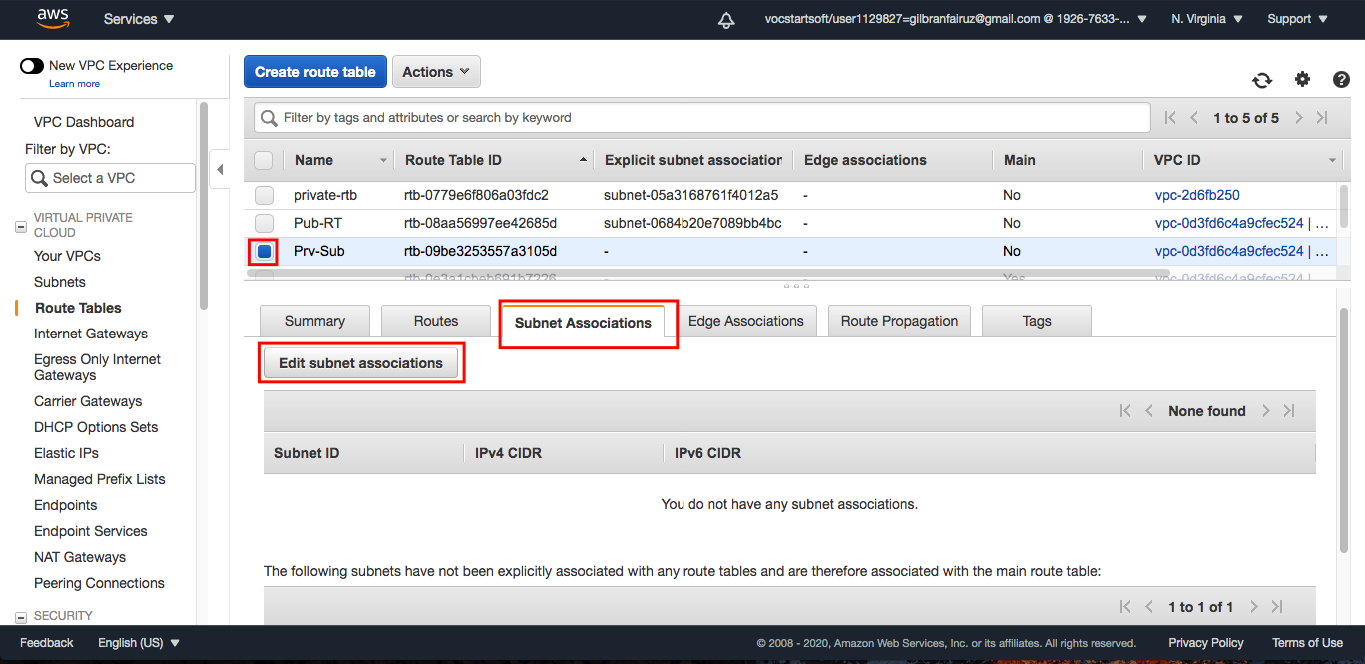 aws
Services
vocstartsoft/user1129827=gilbranfairuz@gmail.com @ 1926-7633-...
N. Virginia
Support
New VPC Experience
Learn more
VPC Dashboard
Filter by VPC:
Select a VPC
VIRTUAL PRIVATE
CLOUD
Your VPCs
Subnets
Route Tables
Internet Gateways
Egress Only Internet
Gateways
Carrier Gateways
DHCP Options Sets
Elastic IPs
Managed Prefix Lists
Endpoints
Endpoint Services
NAT Gateways
Peering Connections
SECURITY
Create route table
Actions
Filter by tags and attributes or search by keyword
1 to 5 of 5
Name Route Table ID Explicit subnet association Edge associations Main VPC ID
private-rtb rtb-0779e6f806a03fdc2 subnet-05a3168761f4012a5 - No vpc-2d6fb250
Pub-RT rtb-08aa56997ee42685d subnet-0684b20e7089bb4bc - No vpc-0d3fd6c4a9cfec524 | ...
Prv-Sub rtb-09be3253557a3105d - - No vpc-0d3fd6c4a9cfec524 | ...
rtb-0e3a1cbeb691b7226 - Yes vpc-0d3fd6c4a9cfec524 |
Summary
Routes
Subnet Associations
Edge Associations
Route Propagation
Tags
Edit subnet associations
None found
Subnet ID IPv4 CIDR IPv6 CIDR
You do not have any subnet associations.
The following subnets have not been explicitly associated with any route tables and are therefore associated with the main route table:
1 to 1 of 1
Feedback
English (US)
© 2008 - 2020, Amazon Web Services, Inc. or its affiliates. All rights reserved.
Privacy Policy
Terms of Use